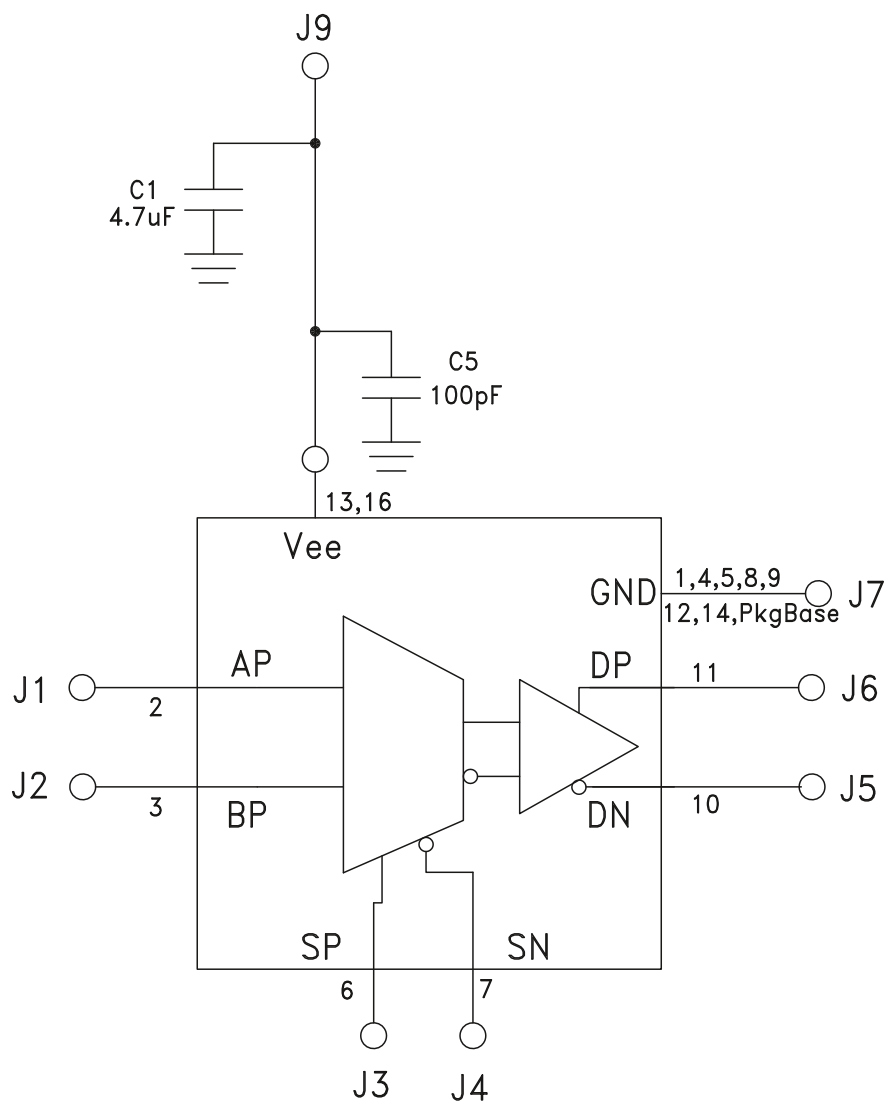 J9
C1
4.7uF
C5
100pF
13,16
Vee
GND
1,4,5,8,9
J7
12,14,PkgBase
AP
DP
11
J1
2
J6
J2
3
BP
DN
10
J5
SP
SN
6
7
J3
J4